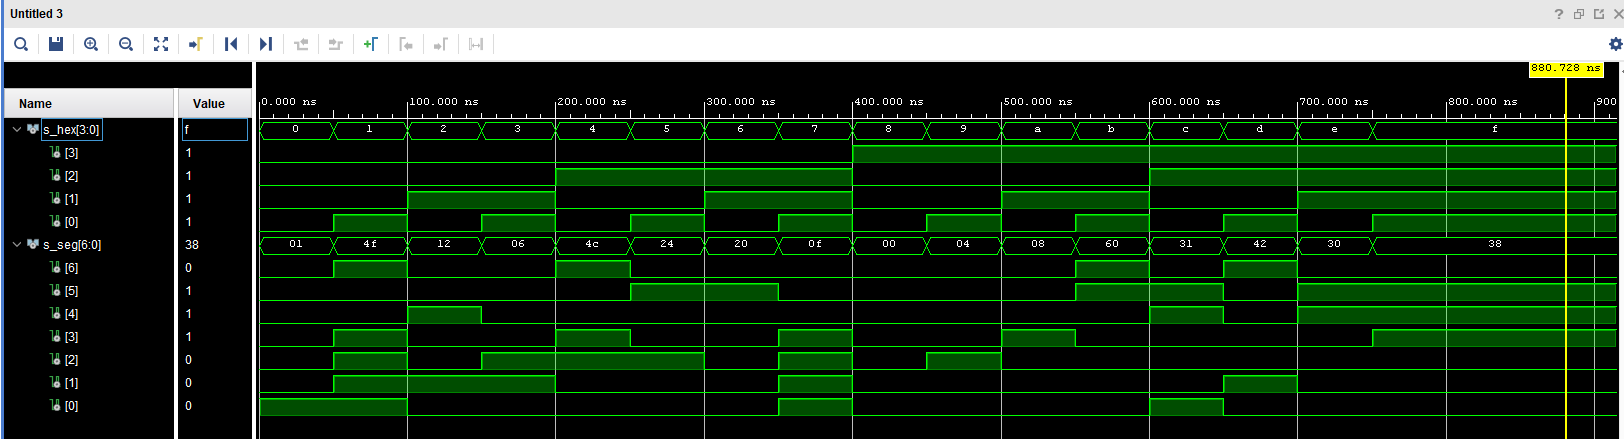 Untitled 3
880.728 ns
Name Value
0.000 ns 100.000 ns 200.000 ns 300.000 ns 400.000 ns 500.000 ns 600.000 ns 700.000 ns 800.000 ns 900
s_hex[3:0] f 0 1 2 3 4 5 6 7 8 9 a b c d e f
[3] 1
[2] 1
[1] 1
[0] 1
s_seg[6:0] 38 01 4f 12 06 4c 24 20 0f 00 04 08 60 31 42 30 38
[6] 0
[5] 1
[4] 1
[3] 1
[2] 0
[1] 0
[0] 0